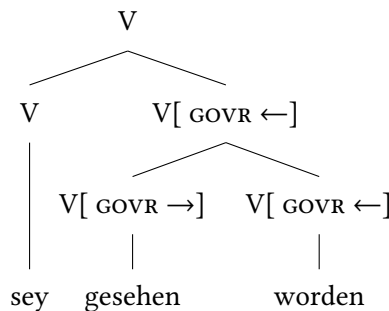 V
V V[ GOVR ←]
V[ GOVR →] V[ GOVR ←]
sey gesehen worden